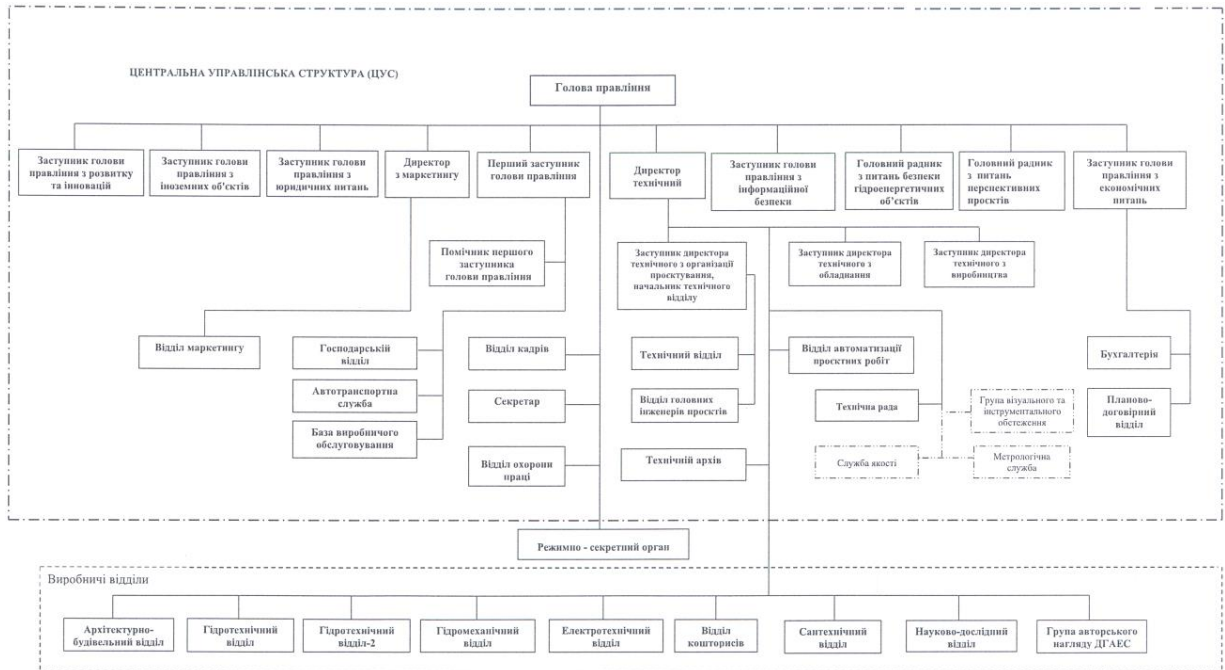 ЦЕНТРАЛЬНА УПРАВЛІНСЬКА СТРУКТУРА (ЦУС)
Голова правління
Заступник голови
правління з розвитку
та інновацій
Заступник голови
правління з
іноземних об'єктів
Заступник голови
правління з
юридичних питань
Директор
з маркетингу
Перший заступник
голови правління
Директор
технічний
Заступник голови
правління з
інформаційної
безпеки
Головний радник
з питань безпеки
гідроенергетичних
об'єктів
Головний радник
з питань
перспективних
проєктів
Заступник голови
правління з
економічних
питань
Помічник першого
заступника
голови правління
Заступник директора
технічного з організації
проєктування,
начальник технічного
відділу
Заступник директора
технічного з
обладнання
Заступник директора
технічного з
виробництва
Відділ маркетингу
Господарській
відділ
Відділ кадрів
Технічний відділ
Відділ автоматизації
проєктних робіт
Бухгалтерія
Автотранспортна
служба
Секретар
Відділ головних
інженерів проєктів
Технічна рада
Група візуального та
інструментального
обстеження
Планово-
договірний
відділ
База виробничого
обслуговування
Відділ охорони
праці
Технічній архів
Служба якості
Метрологічна
служба
Режимно - секретний орган
Виробничі відділи
Архітектурно-
будівельний відділ
Гідротехнічний
відділ
Гідротехнічний
відділ-2
Гідромеханічний
відділ
Електротехнічний
відділ
Відділ
кошторисів
Сантехнічний
відділ
Науково-дослідний
відділ
Група авторського
нагляду ДГАЕС